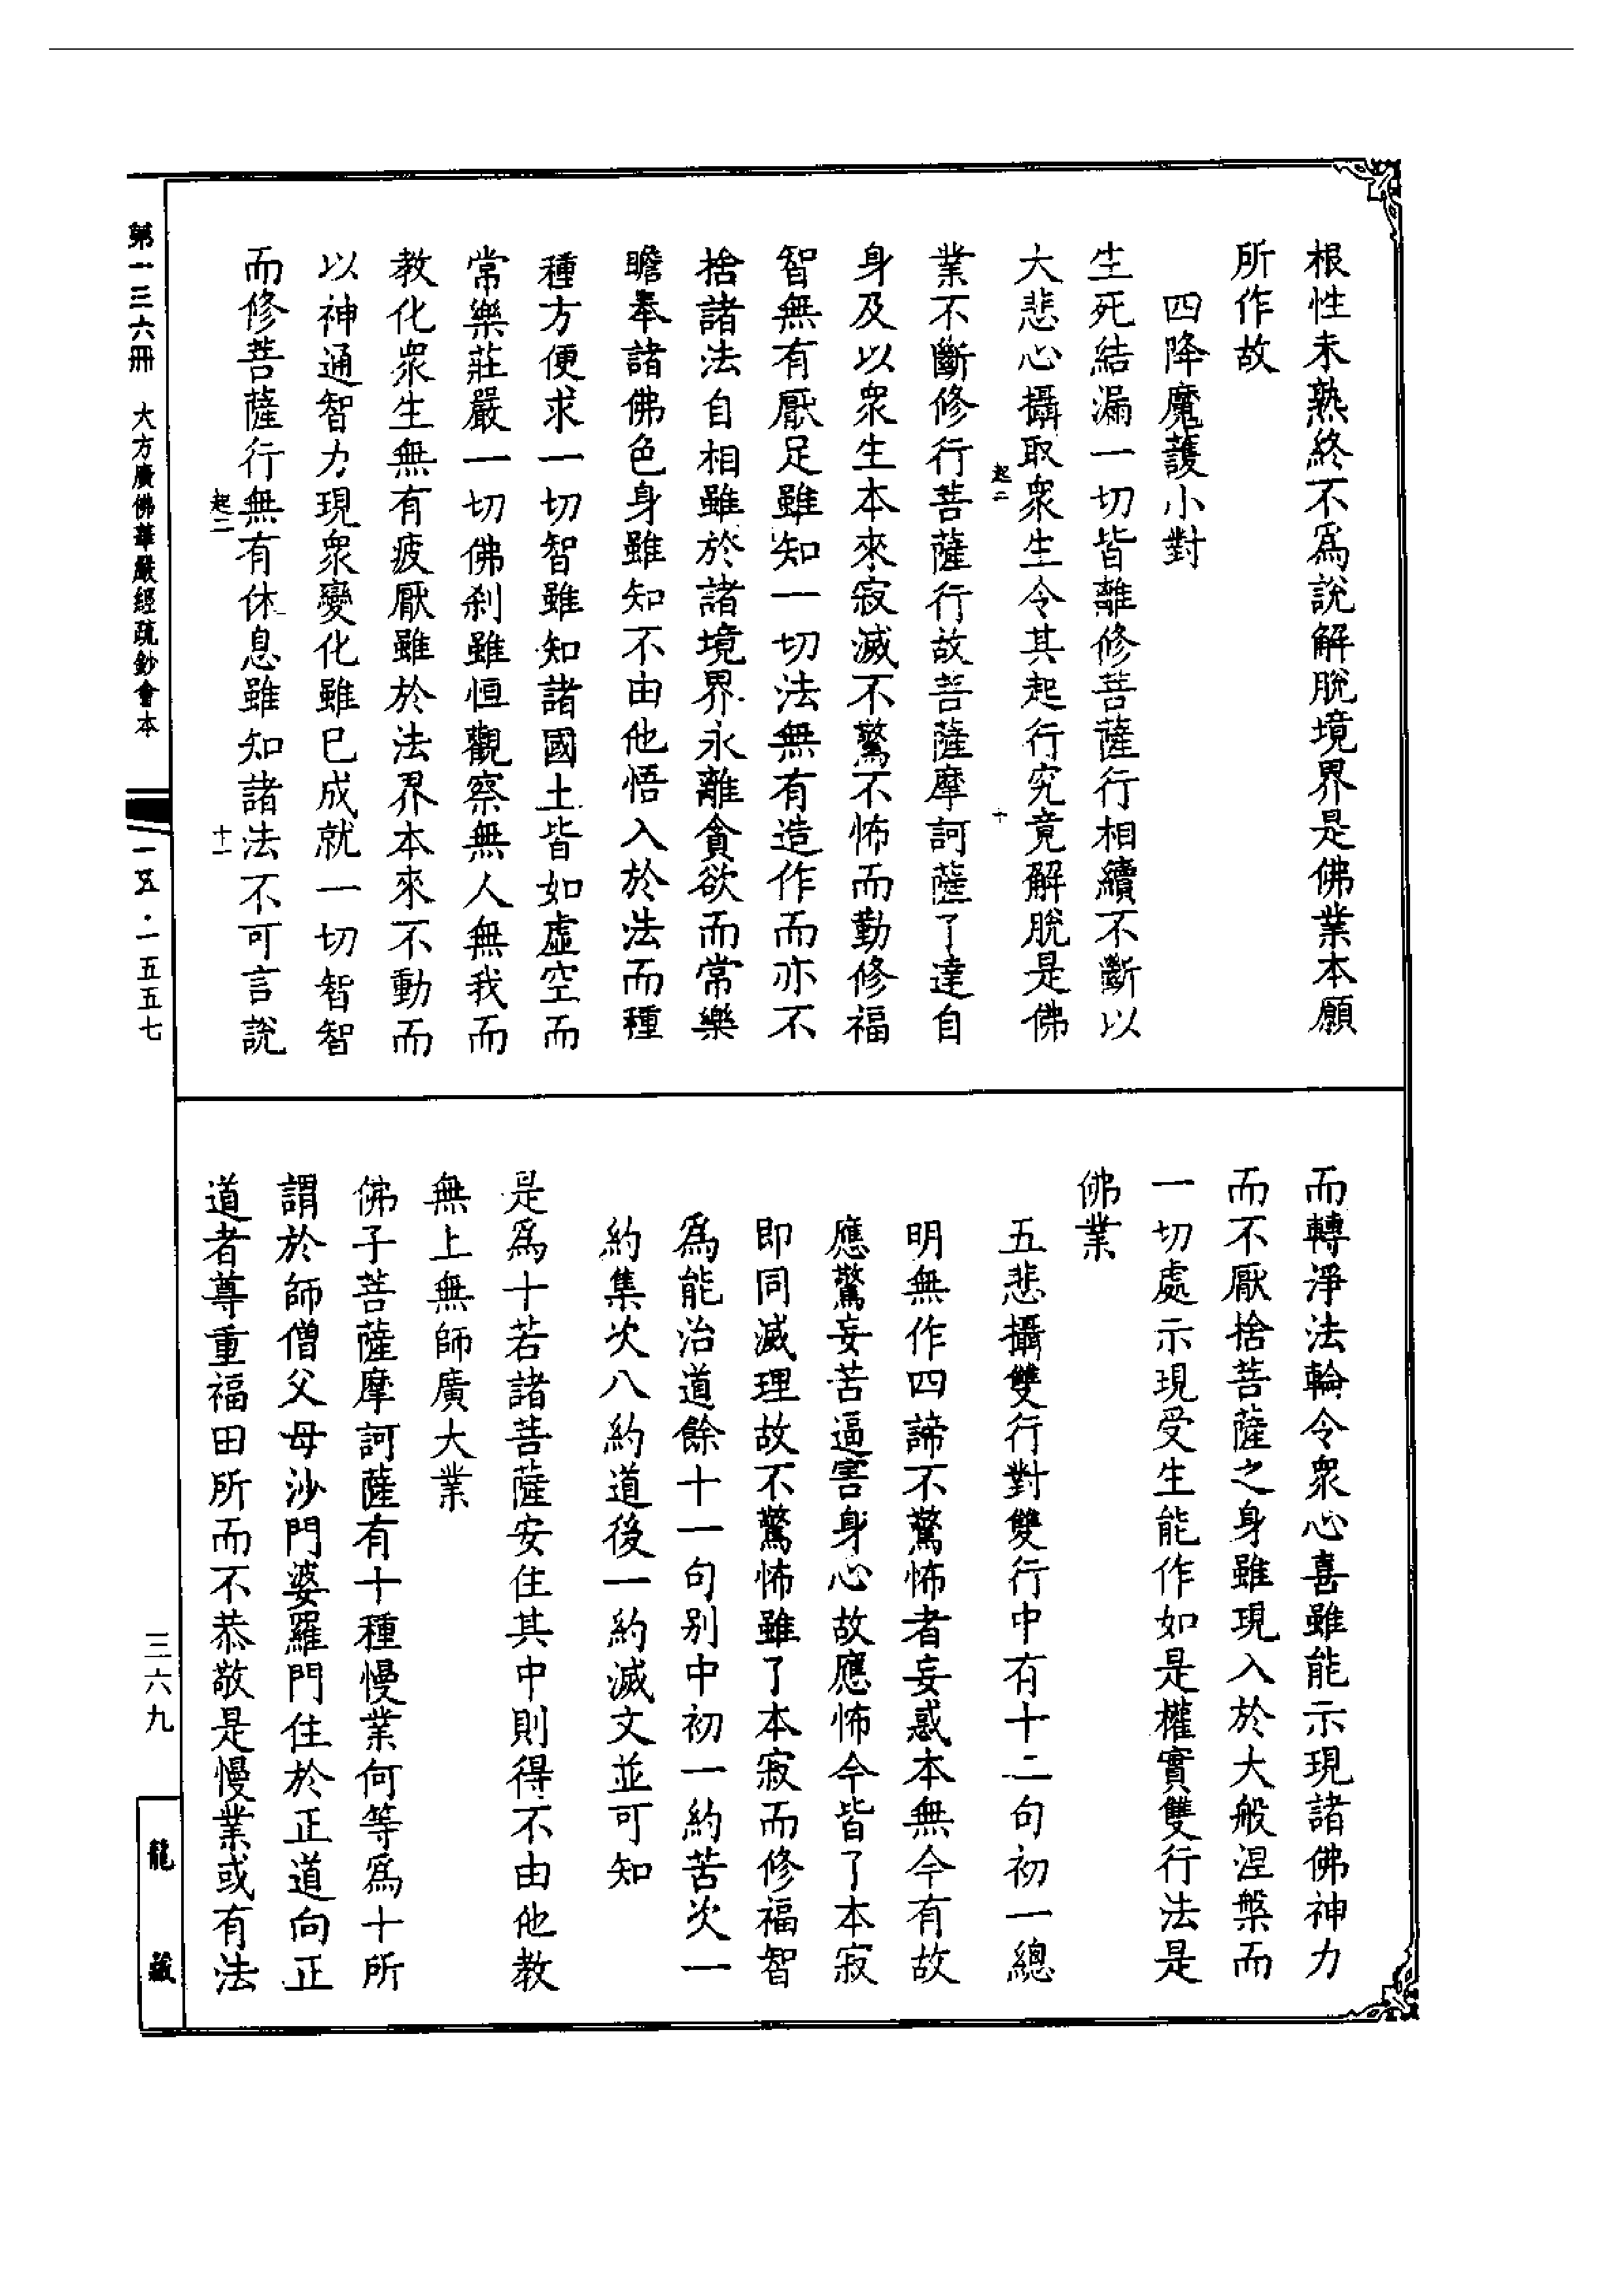 根性未熟終不爲說解脫境界是佛業本願
所作故
四降魔護小對
生死結漏一切皆離修菩薩行相續不斷以
大悲心攝取衆生令其起行究竟解脫是佛
起二
十
業不斷修行菩薩行故菩薩摩訶薩了達自
身及以衆生本來寂滅不驚不怖而勤修福
智無有厭足雖知一切法無有造作而亦不
捨諸法自相雖於諸境界永離貪欲而常樂
瞻奉諸佛色身雖知不由他悟入於法而種
種方便求一切智雖知諸國土皆如虛空而
常樂莊嚴一切佛刹雖恒觀察無人無我而
教化衆生無有疲厭雖於法界本來不動而
以神通智力現衆變化雖已成就一切智智
而修菩薩行無有休息雖知諸法不可言說
起二
十一
而轉淨法輪令衆心喜雖能示現諸佛神力
而不厭捨菩薩之身雖現入於大般涅槃而
一切處示現受生能作如是權實雙行法是
佛業
五悲攝雙行對雙行中有十二句初一總
明無作四諦不驚怖者妄惑本無今有故
應驚妄苦逼害身心故應怖今皆了本寂
即同滅理故不驚怖雖了本寂而修福智
爲能治道餘十一句別中初一約苦次一
約集次八約道後一約滅文並可知
是爲十若諸菩薩安住其中則得不由他教
無上無師廣大業
佛子菩薩摩訶薩有十種慢業何等爲十所
謂於師僧父母沙門婆羅門住於正道向正
道者尊重福田所而不恭敬是慢業或有法
第一三六冊 大方廣佛華嚴經疏鈔會本
一五·一五五七
三六九
龍藏